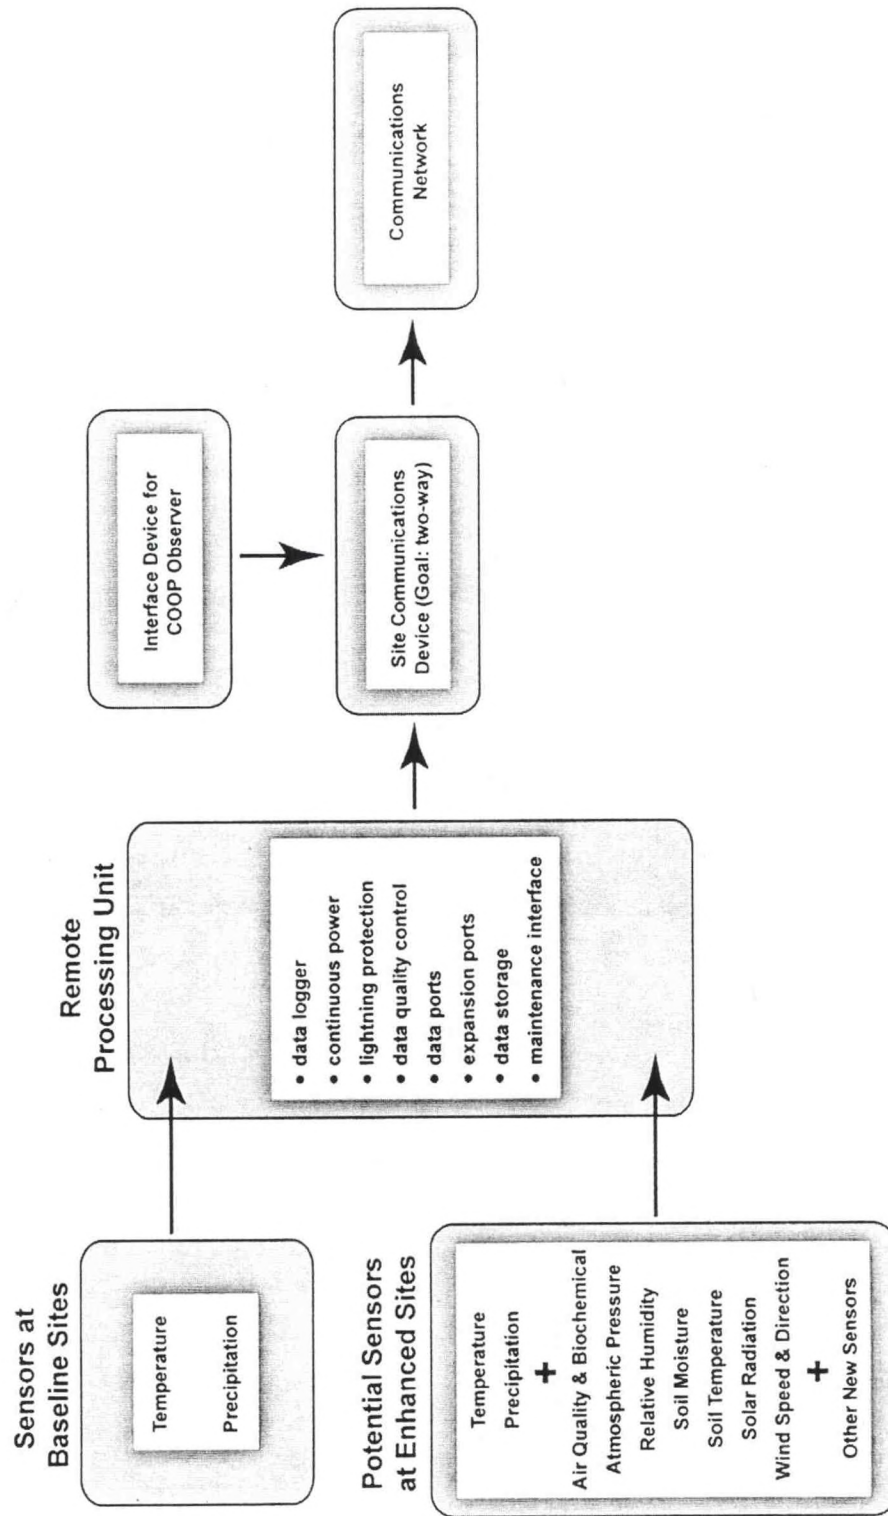 Sensors at
Baseline Sites
Temperature
Precipitation
Potential Sensors
at Enhanced Sites
Temperature
Precipitation
+
Air Quality & Biochemical
Atmospheric Pressure
Relative Humidity
Soil Moisture
Soil Temperature
Solar Radiation
Wind Speed & Direction
+
Other New Sensors
Remote
Processing Unit
• data logger
• continuous power
• lightning protection
• data quality control
• data ports
• expansion ports
• data storage
• maintenance interface
Interface Device for
COOP Observer
Site Communications
Device (Goal: two-way)
Communications
Network